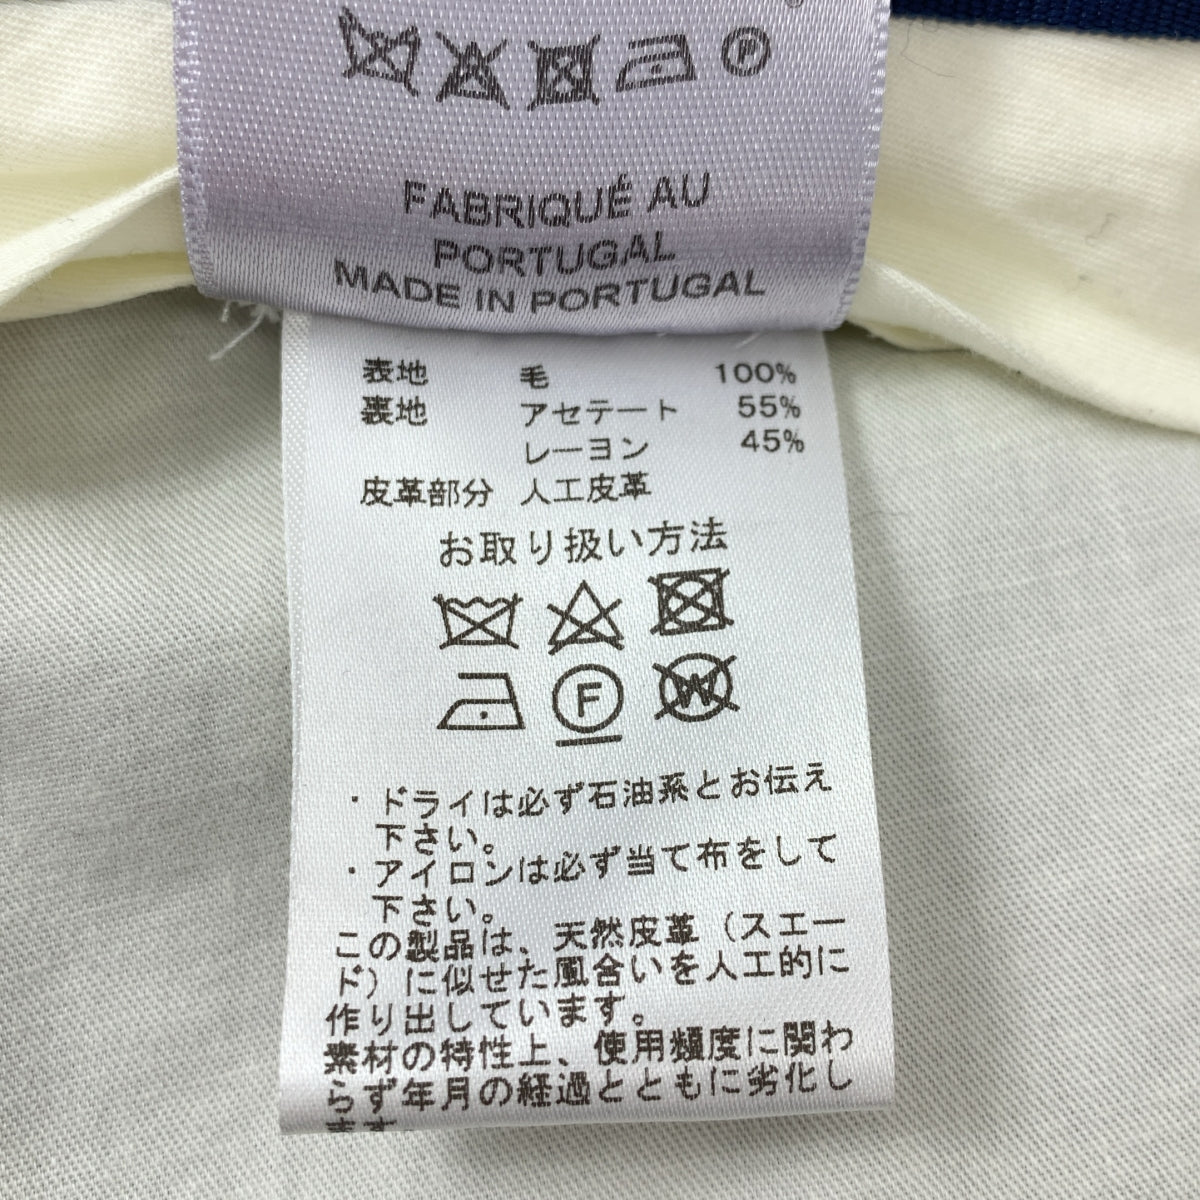 P
FABRIQUÉ AU
PORTUGAL
MADE IN PORTUGAL
表地 毛 100%
裏地 アセテート 55%
レーヨン 45%
皮革部分 人工皮革
お取り扱い方法
F W
・ドライは必ず石油系とお伝え
下さい。
・アイロンは必ず当て布をして
下さい。
この製品は、天然皮革（スエー
ド）に似せた風合いを人工的に
作り出しています。
素材の特性上、使用頻度に関わ
らず年月の経過とともに劣化し
ます